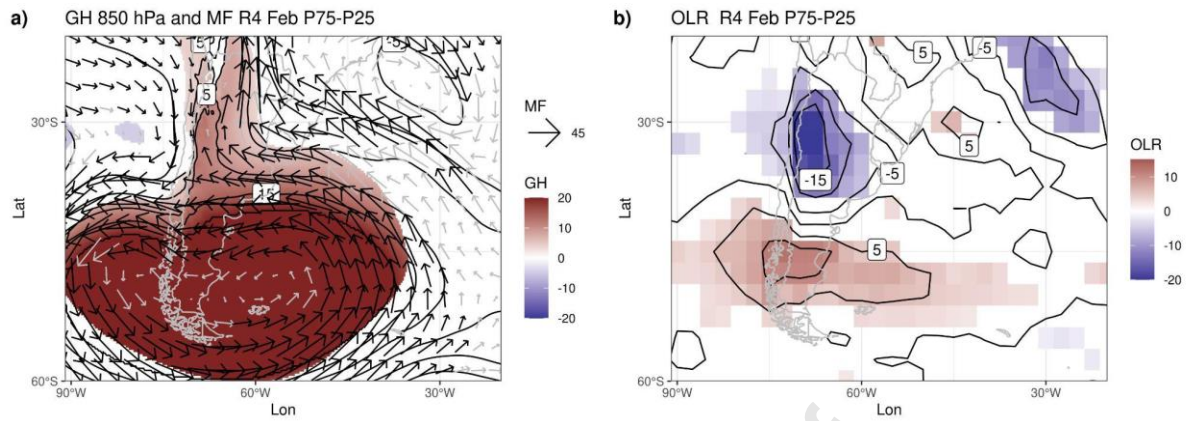 a) GH 850 hPa and MF R4 Feb P75-P25
5
-5
5
-15
30°S
60°S
Lat
90°W
60°W
30°W
Lon
MF
45
GH
20
10
0
-10
-20
b) OLR R4 Feb P75-P25
5
-5
5
-15
-5
5
30°S
60°S
Lat
90°W
60°W
30°W
Lon
OLR
10
0
-10
-20